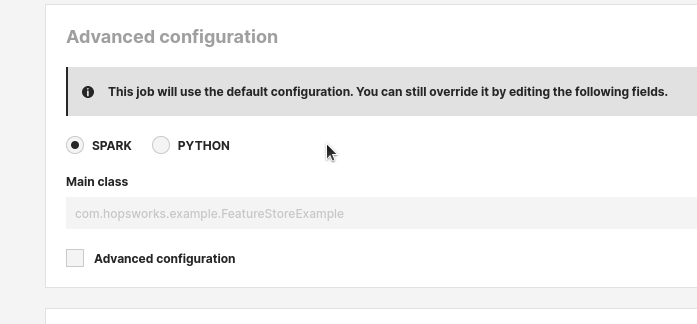 Advanced configuration
This job will use the default configuration. You can still override it by editing the following fields.
SPARK PYTHON
Main class
com.hopsworks.example.FeatureStoreExample
Advanced configuration